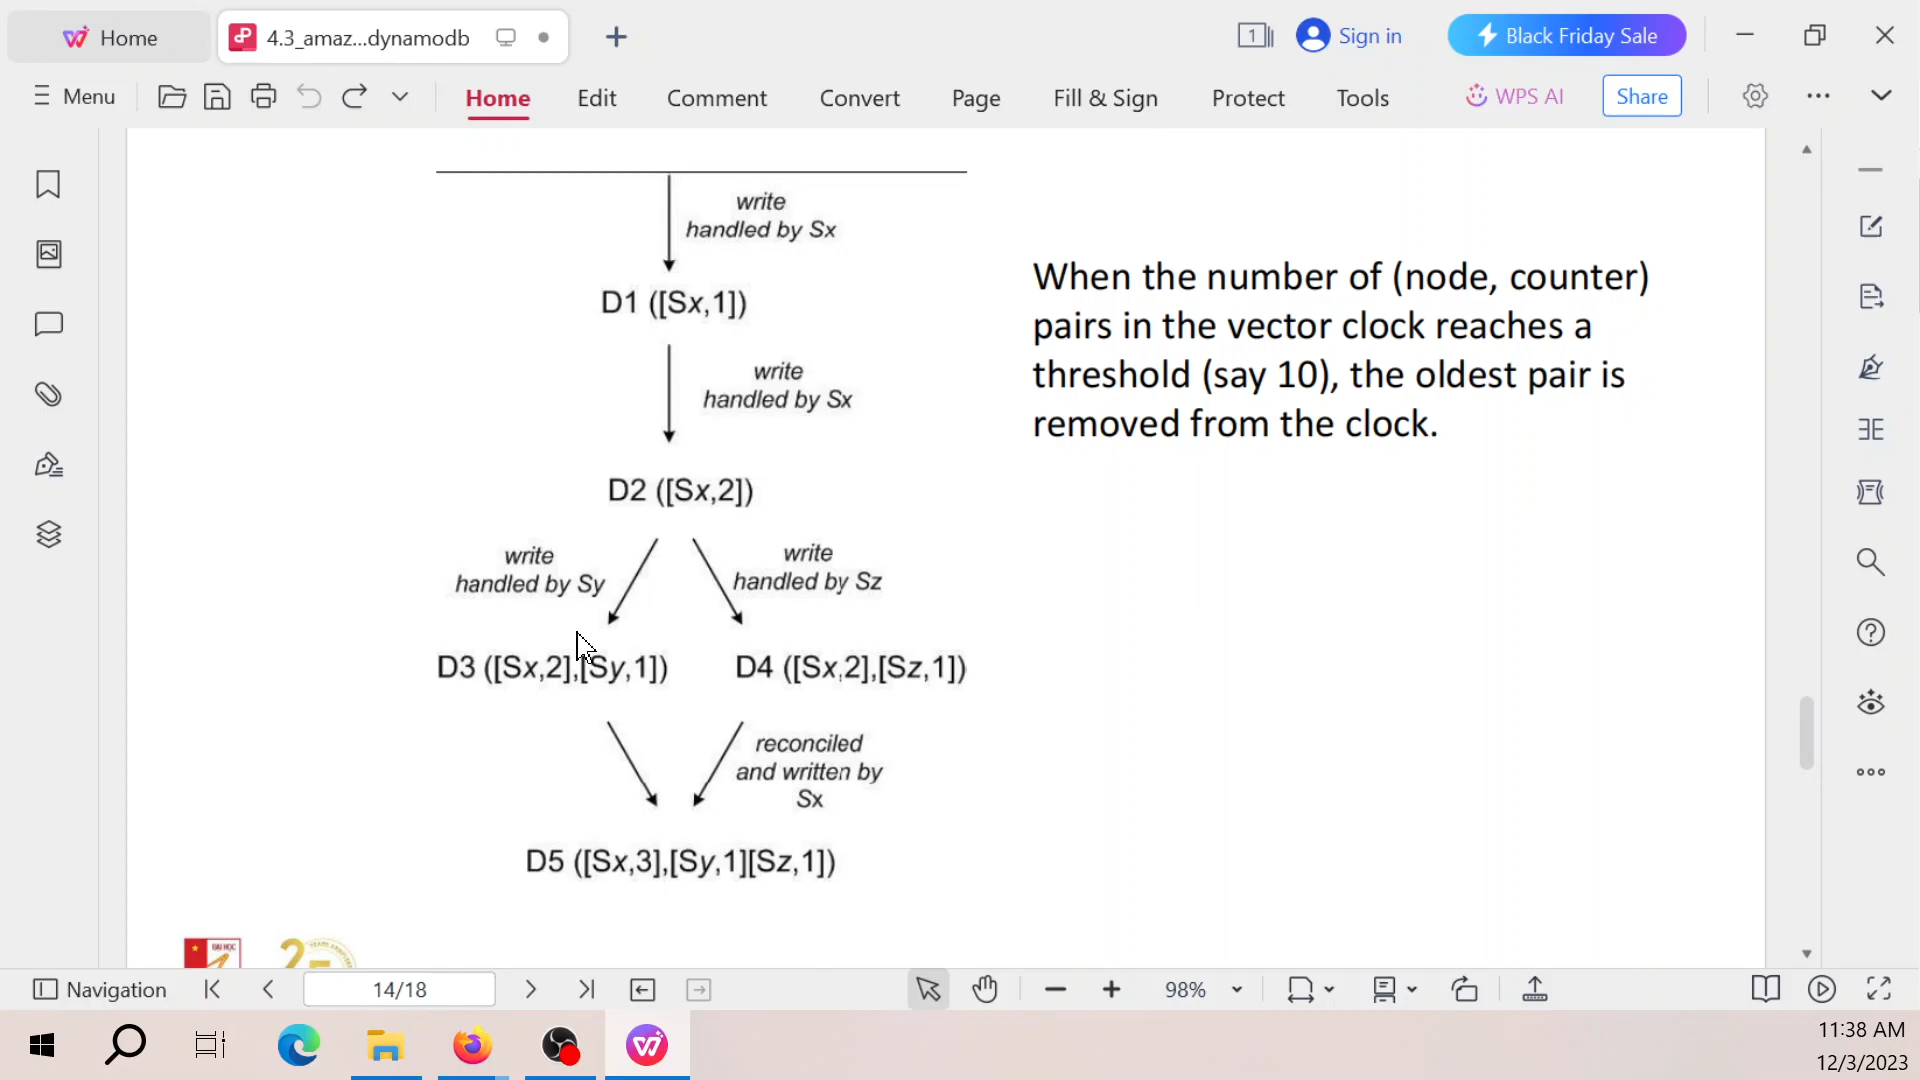 Home
4.3_amaz...dynamodb
1
Sign in
Black Friday Sale
Menu
Home
Edit
Comment
Convert
Page
Fill & Sign
Protect
Tools
WPS AI
Share
write
handled by Sx
D1 ([Sx,1])
write
handled by Sx
D2 ([Sx,2])
write
handled by Sy
write
handled by Sz
D3 ([Sx,2],[Sy,1])
D4 ([Sx,2],[Sz,1])
reconciled
and written by
Sx
D5 ([Sx,3],[Sy,1][Sz,1])
When the number of (node, counter)
pairs in the vector clock reaches a
threshold (say 10), the oldest pair is
removed from the clock.
ĐẠI HỌC
Navigation
14/18
98%
11:38 AM
12/3/2023